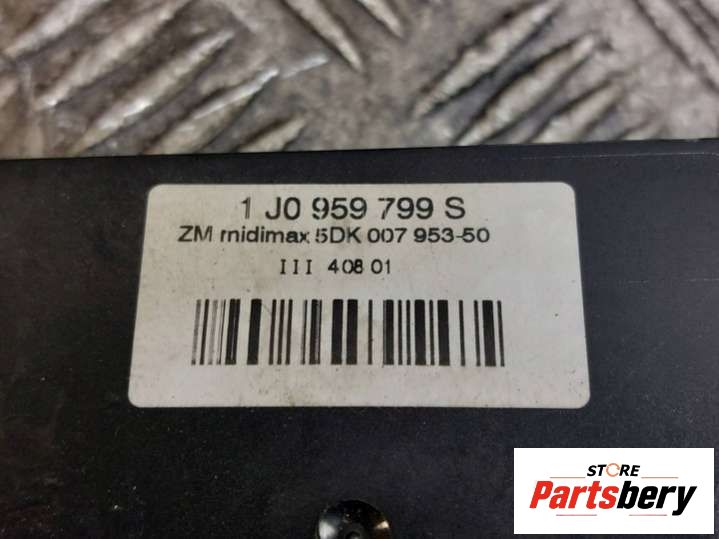 1 J0 959 799 S
ZM midimax 5DK 007 953-50
III 408 01
STORE
Partsbery